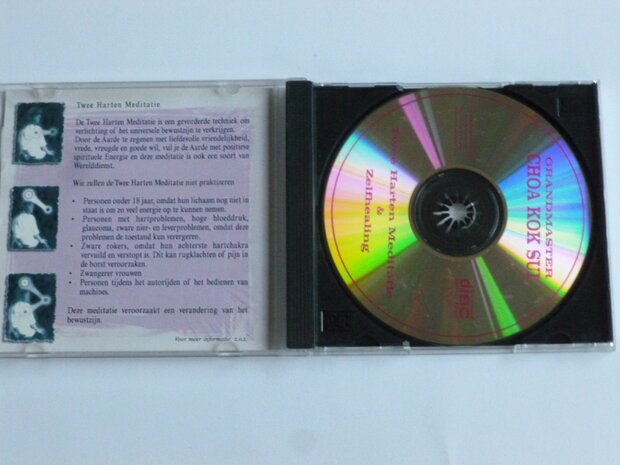 Twee Harten Meditatie
De Twee Harten Meditatie is een gevorderde techniek om
verlichting of het universele bewustzijn te verkrijgen.
Door de Aarde te zegenen met liefdevolle vriendelijkheid,
vrede, vreugde en goede wil, vul je de Aarde met positieve
spirituele Energie en deze meditatie is ook een soort van
Werelddienst.
Wij zullen de Twee Harten Meditatie niet praktiseren
• Personen onder 18 jaar, omdat hun lichaam nog niet in
staat is om zo veel energie op te kunnen nemen.
• Personen met hartproblemen, hoge bloeddruk,
glaucoma, zware nier- en leverproblemen, omdat deze
problemen de toestand kunnen verergeren.
• Zware rokers, omdat hun achterste hartchakra
vervuild en verstopt is. Dit kan rugklachten of pijn in
de borst veroorzaken.
• Zwangerer vrouwen
• Personen tijdens het autorijden of het bedienen van
machines.
Deze meditatie veroorzaakt een verandering van het
bewustzijn.
Voor meer informatie z.o.z.
GRANDMASTER
CHOA KOK SUI
Twee Harten Meditatie
&
Zelfhealing
disc